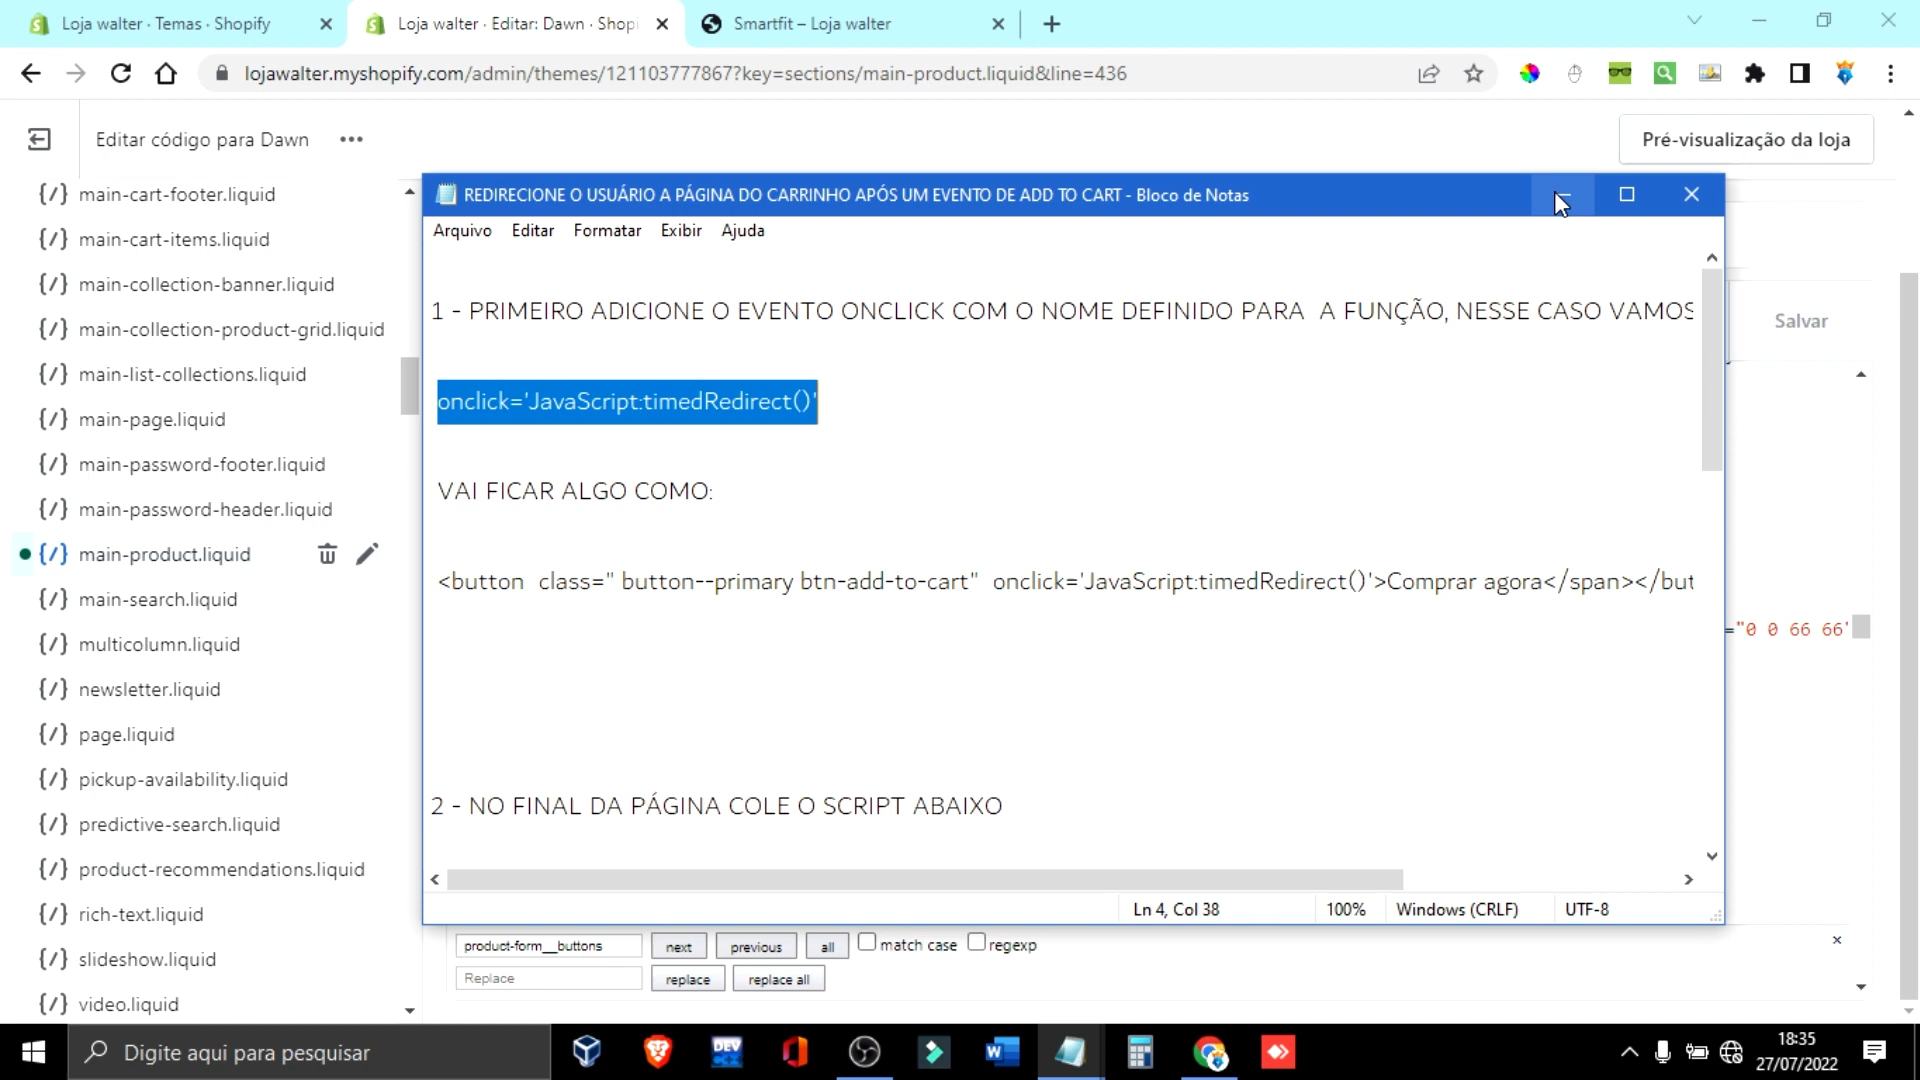 Loja walter · Temas · Shopify
Loja walter · Editar: Dawn · Shopi
Smartfit – Loja walter
lojawalter.myshopify.com/admin/themes/121103777867?key=sections/main-product.liquid&line=436
Editar código para Dawn
Pré-visualização da loja
{/} main-cart-footer.liquid
{/} main-cart-items.liquid
{/} main-collection-banner.liquid
{/} main-collection-product-grid.liquid
{/} main-list-collections.liquid
{/} main-page.liquid
{/} main-password-footer.liquid
{/} main-password-header.liquid
{/} main-product.liquid
{/} main-search.liquid
{/} multicolumn.liquid
{/} newsletter.liquid
{/} page.liquid
{/} pickup-availability.liquid
{/} predictive-search.liquid
{/} product-recommendations.liquid
{/} rich-text.liquid
{/} slideshow.liquid
{/} video.liquid
REDIRECIONE O USUÁRIO A PÁGINA DO CARRINHO APÓS UM EVENTO DE ADD TO CART - Bloco de Notas
Arquivo Editar Formatar Exibir Ajuda
1 - PRIMEIRO ADICIONE O EVENTO ONCLICK COM O NOME DEFINIDO PARA  A FUNÇÃO, NESSE CASO VAMOS
onclick='JavaScript:timedRedirect()'
VAI FICAR ALGO COMO:
<button  class=" button--primary btn-add-to-cart"  onclick='JavaScript:timedRedirect()'>Comprar agora</span></but
2 - NO FINAL DA PÁGINA COLE O SCRIPT ABAIXO
Ln 4, Col 38 100% Windows (CRLF) UTF-8
Salvar
="0 0 66 66"
product-form__buttons next previous all match case regexp
Replace replace replace all
Digite aqui para pesquisar
DEV
C++
W
18:35
27/07/2022